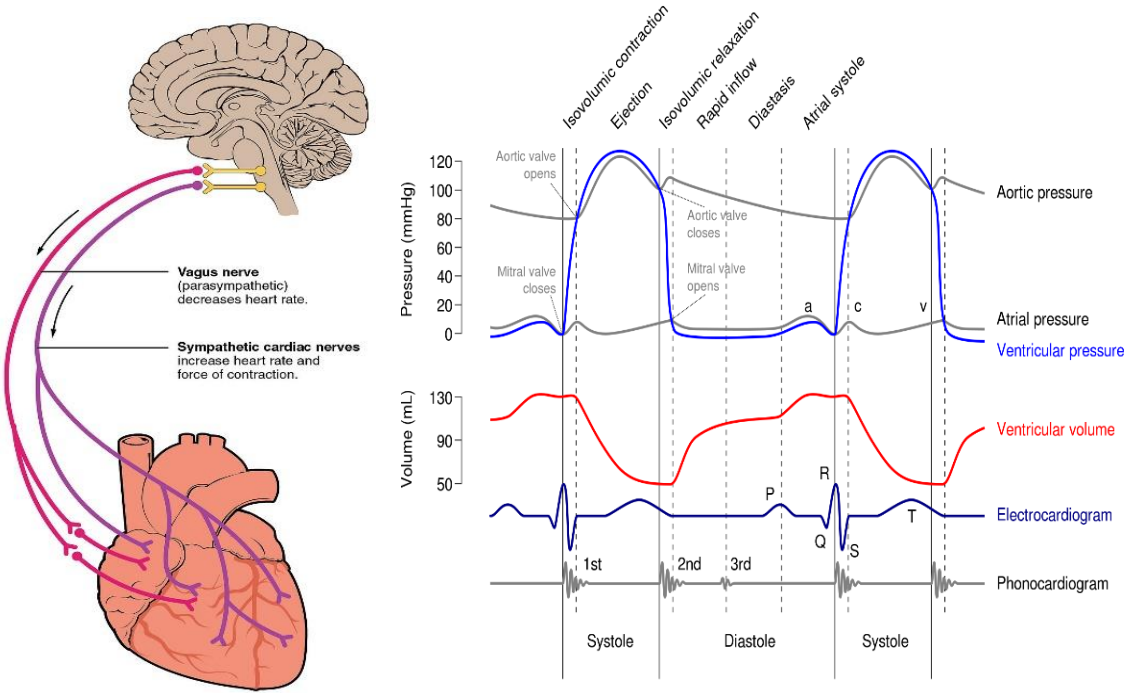 Vagus nerve
(parasympathetic)
decreases heart rate.
Sympathetic cardiac nerves
increase heart rate and
force of contraction.
Isovolumic contraction
Ejection
Isovolumic relaxation
Rapid inflow
Diastasis
Atrial systole
Pressure (mmHg)
120
100
80
60
40
20
0
Aortic valve
opens
Aortic valve
closes
Mitral valve
closes
Mitral valve
opens
a
c
v
Aortic pressure
Atrial pressure
Ventricular pressure
Volume (mL)
130
90
50
Ventricular volume
P
R
Q
S
T
Electrocardiogram
1st
2nd
3rd
Phonocardiogram
Systole
Diastole
Systole